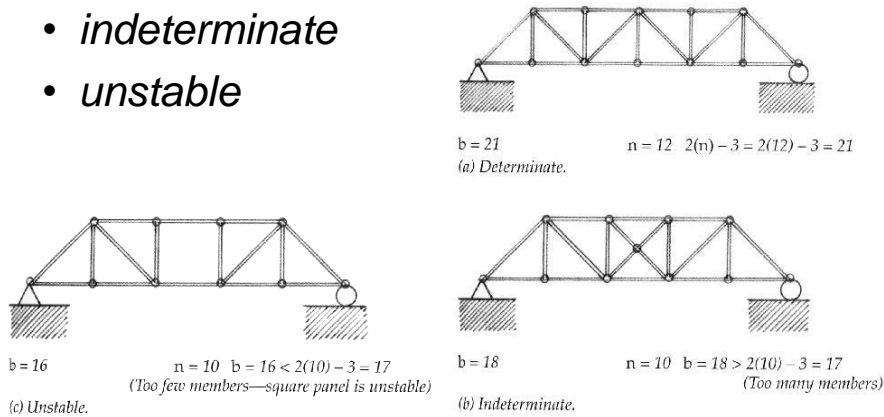 • indeterminate
• unstable
b = 21 n = 12 2(n) – 3 = 2(12) – 3 = 21
(a) Determinate.
b = 16 n = 10 b = 16 < 2(10) – 3 = 17
(Too few members—square panel is unstable)
(c) Unstable.
b = 18 n = 10 b = 18 > 2(10) – 3 = 17
(Too many members)
(b) Indeterminate.